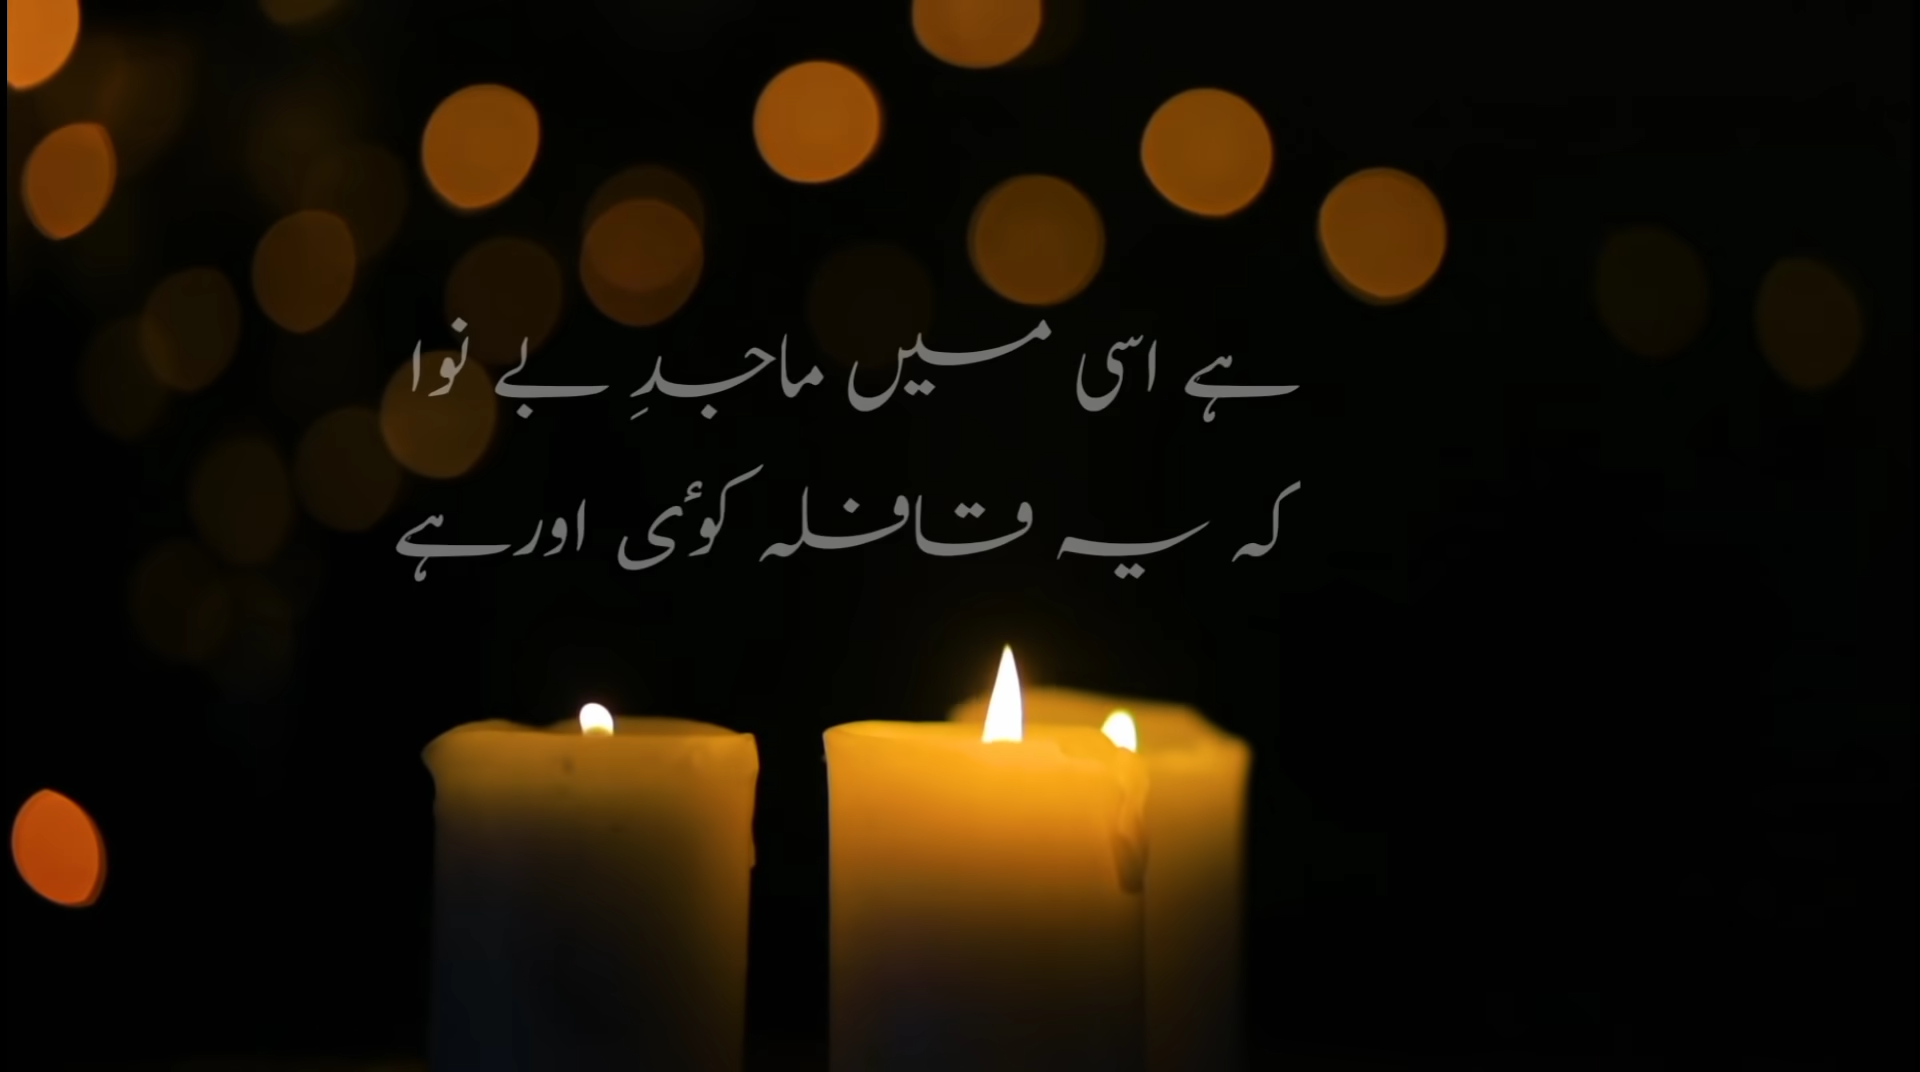 ہے اسی میں ماجدِ بے نوا
کہ یہ قافلہ کوئی اور ہے